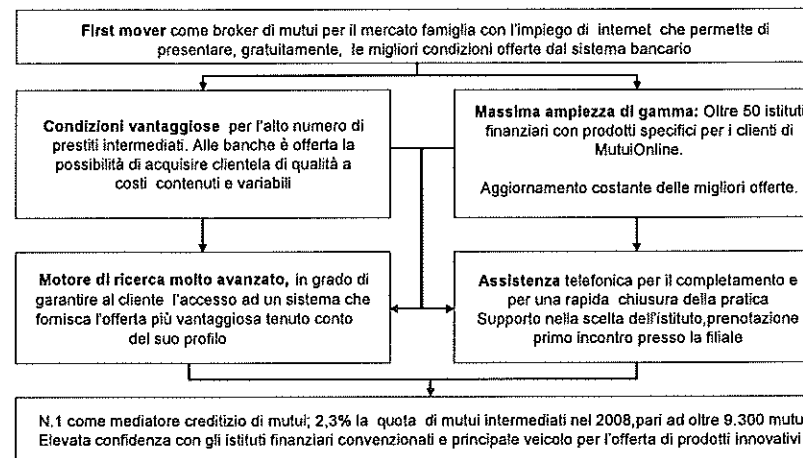 First mover come broker di mutui per il mercato famiglia con l'impiego di internet che permette di
presentare, gratuitamente, le migliori condizioni offerte dal sistema bancario
Condizioni vantaggiose per l'alto numero di
prestiti intermediati. Alle banche è offerta la
possibilità di acquisire clientela di qualità a
costi contenuti e variabili
Massima ampiezza di gamma: Oltre 50 istituti
finanziari con prodotti specifici per i clienti di
MutuiOnline.
Aggiornamento costante delle migliori offerte.
Motore di ricerca molto avanzato, in grado di
garantire al cliente l'accesso ad un sistema che
fornisca l'offerta più vantaggiosa tenuto conto
del suo profilo
Assistenza telefonica per il completamento e
per una rapida chiusura della pratica
Supporto nella scelta dell'istituto,prenotazione
primo incontro presso la filiale
N.1 come mediatore creditizio di mutui; 2,3% la quota di mutui intermediati nel 2008,pari ad oltre 9.300 mutu
Elevata confidenza con gli istituti finanziari convenzionati e principale veicolo per l'offerta di prodotti innovativi